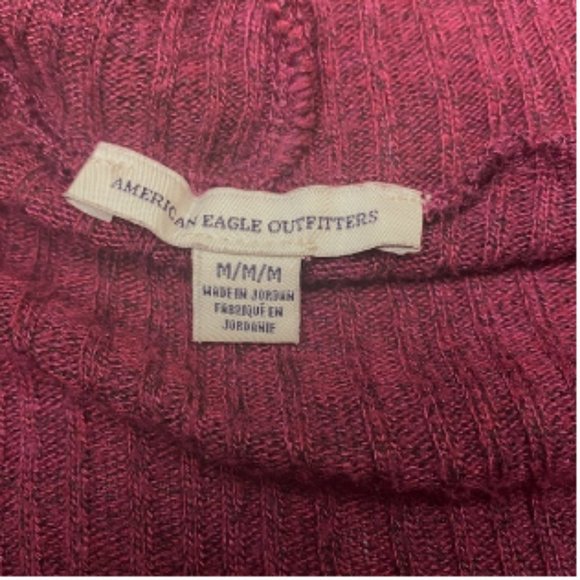 AMERICAN EAGLE OUTFITTERS
M/M/M
MADE IN JORDAN
FABRIQUÉ EN
JORDANIE